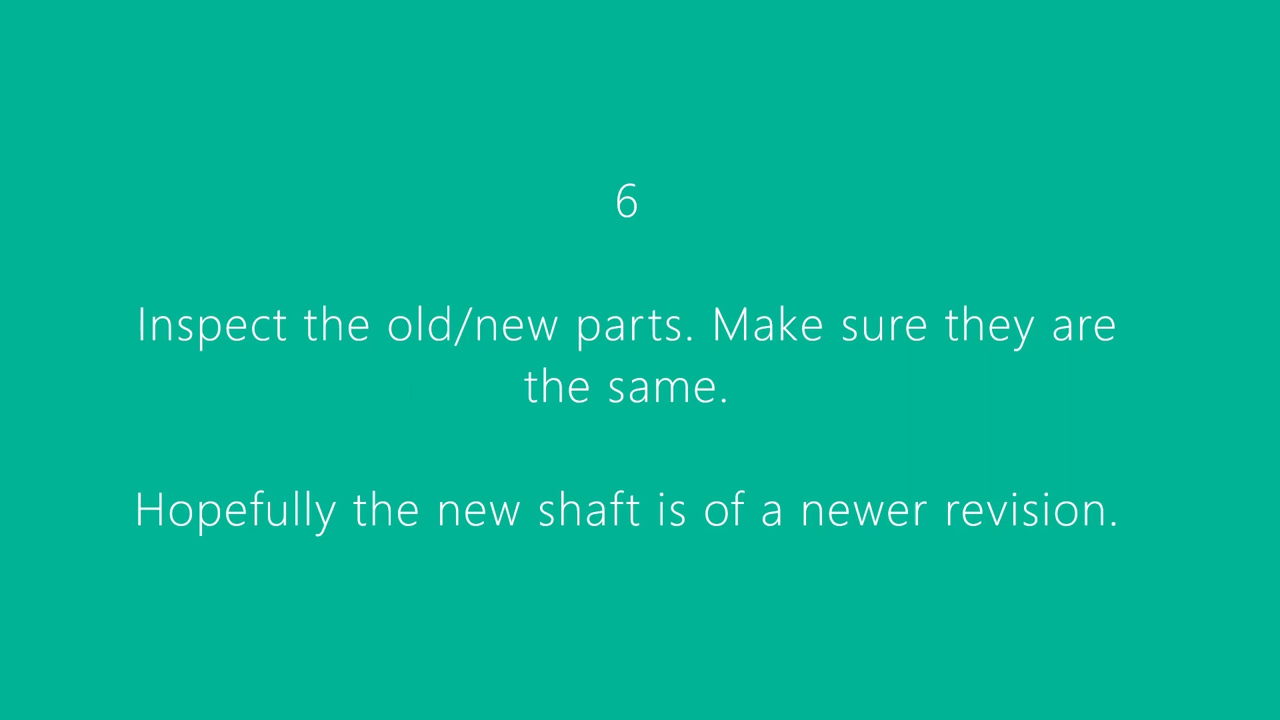 6
Inspect the old/new parts. Make sure they are
the same.
Hopefully the new shaft is of a newer revision.